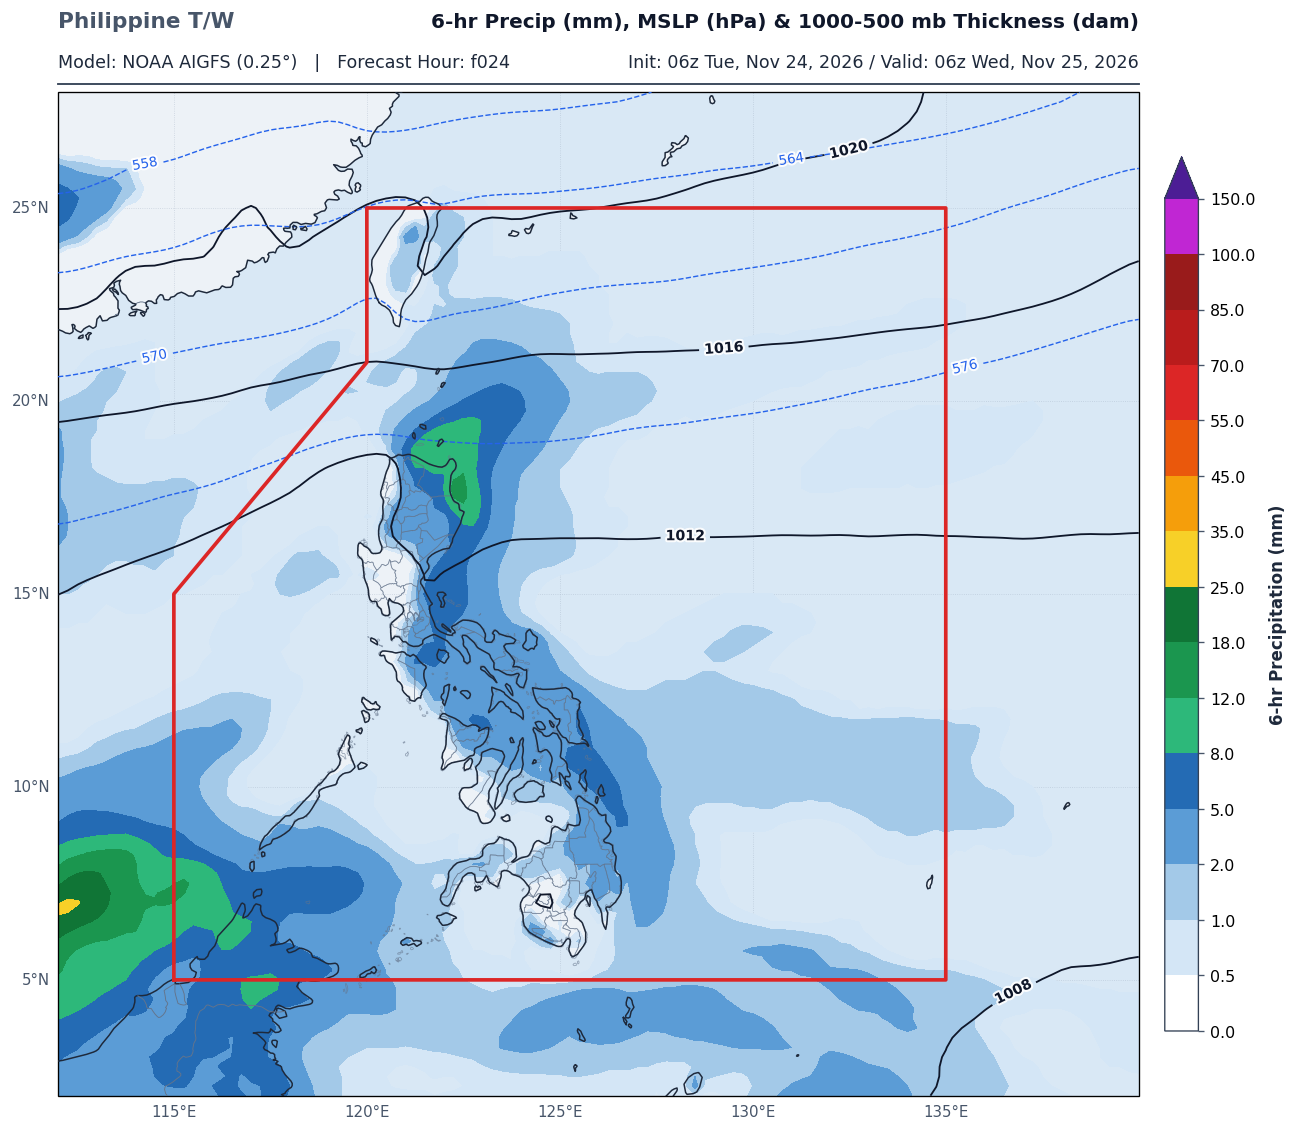 Philippine T/W
6-hr Precip (mm), MSLP (hPa) & 1000-500 mb Thickness (dam)
Model: NOAA AIGFS (0.25°) | Forecast Hour: f024
Init: 06z Tue, Nov 24, 2026 / Valid: 06z Wed, Nov 25, 2026
558
564
1020
570
1016
576
1012
1008
25°N
20°N
15°N
10°N
5°N
115°E
120°E
125°E
130°E
135°E
150.0
100.0
85.0
70.0
55.0
45.0
35.0
25.0
18.0
12.0
8.0
5.0
2.0
1.0
0.5
0.0
6-hr Precipitation (mm)